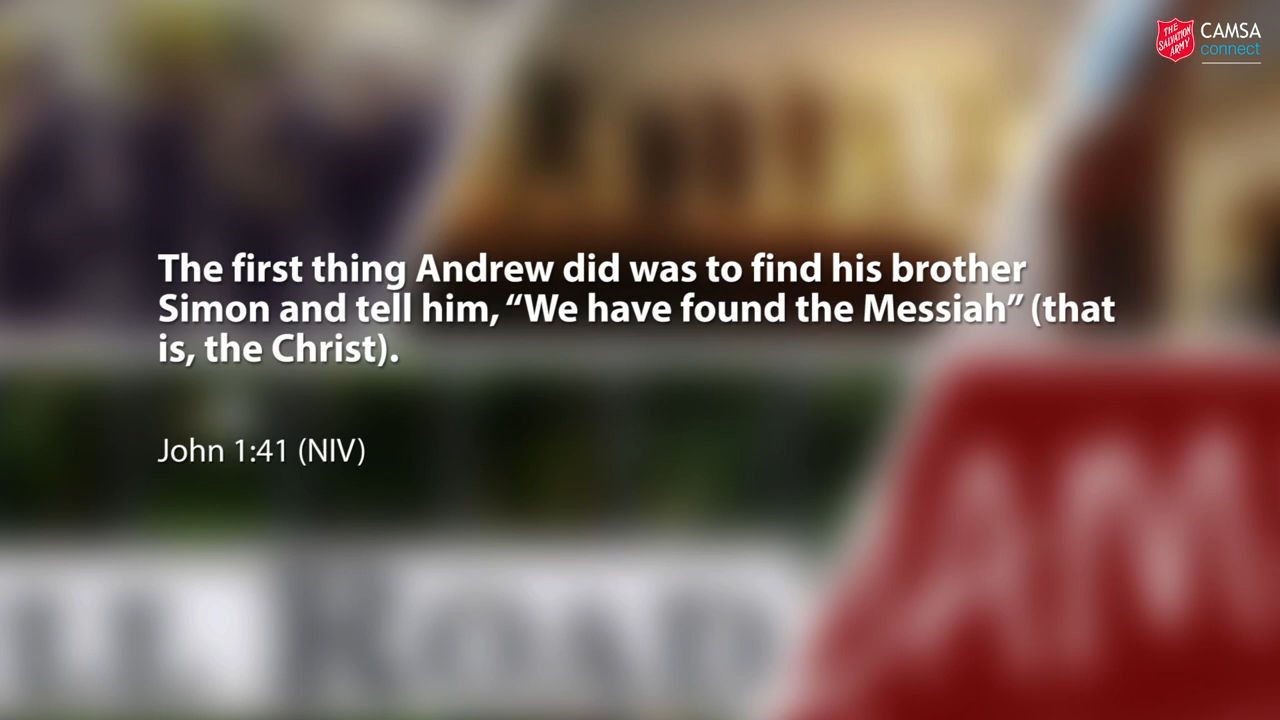 THE
SALVATION
ARMY
CAMSA
connect
The first thing Andrew did was to find his brother
Simon and tell him, “We have found the Messiah” (that
is, the Christ).
John 1:41 (NIV)